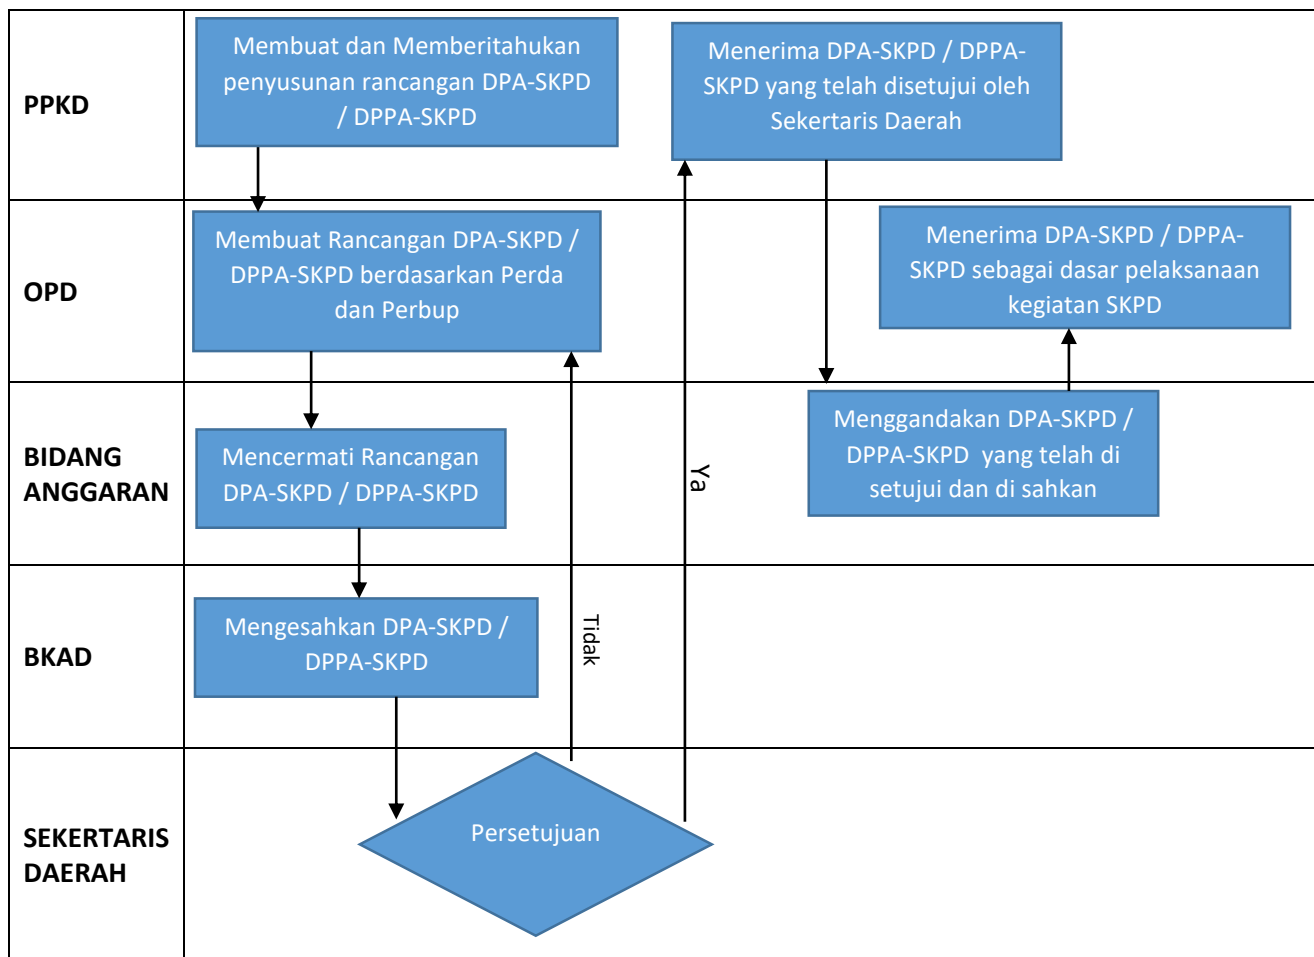 PPKD
Membuat dan Memberitahukan
penyusunan rancangan DPA-SKPD
/ DPPA-SKPD
Menerima DPA-SKPD / DPPA-
SKPD yang telah disetujui oleh
Sekertaris Daerah
OPD
Membuat Rancangan DPA-SKPD /
DPPA-SKPD berdasarkan Perda
dan Perbup
Menerima DPA-SKPD / DPPA-
SKPD sebagai dasar pelaksanaan
kegiatan SKPD
BIDANG
ANGGARAN
Mencermati Rancangan
DPA-SKPD / DPPA-SKPD
Ya
Menggandakan DPA-SKPD /
DPPA-SKPD yang telah di
setujui dan di sahkan
BKAD
Mengesahkan DPA-SKPD /
DPPA-SKPD
Tidak
SEKERTARIS
DAERAH
Persetujuan